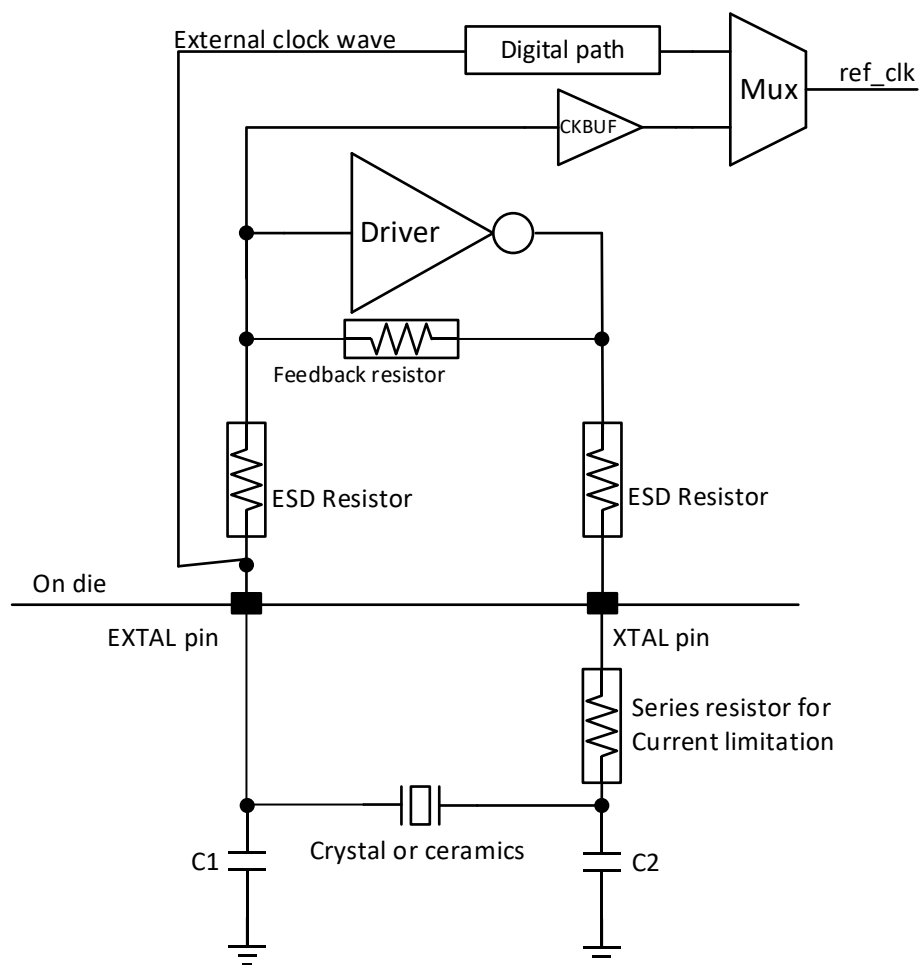 External clock wave
Digital path
Mux
ref_clk
CKBUF
Driver
Feedback resistor
ESD Resistor
ESD Resistor
On die
EXTAL pin
XTAL pin
Series resistor for
Current limitation
Crystal or ceramics
C1
C2